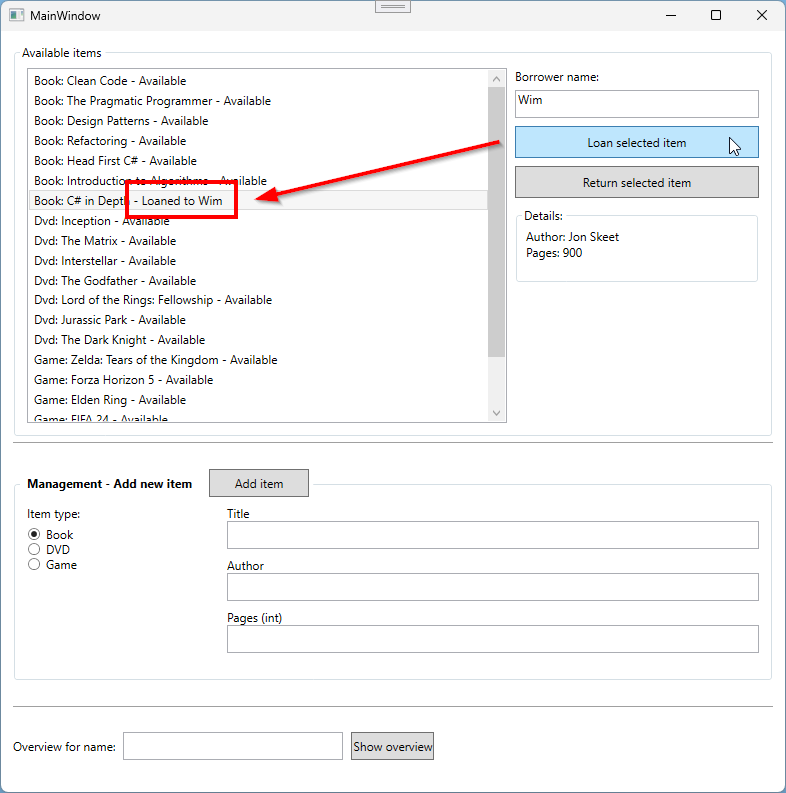 MainWindow
Available items
Book: Clean Code - Available
Book: The Pragmatic Programmer - Available
Book: Design Patterns - Available
Book: Refactoring - Available
Book: Head First C# - Available
Book: Introduction to Algorithms - Available
Book: C# in Depth - Loaned to Wim
Dvd: Inception - Available
Dvd: The Matrix - Available
Dvd: Interstellar - Available
Dvd: The Godfather - Available
Dvd: Lord of the Rings: Fellowship - Available
Dvd: Jurassic Park - Available
Dvd: The Dark Knight - Available
Game: Zelda: Tears of the Kingdom - Available
Game: Forza Horizon 5 - Available
Game: Elden Ring - Available
Game: FIFA 24 - Available
Borrower name:
Wim
Loan selected item
Return selected item
Details:
Author: Jon Skeet
Pages: 900
Management - Add new item
Add item
Item type:
Book
DVD
Game
Title
Author
Pages (int)
Overview for name:
Show overview